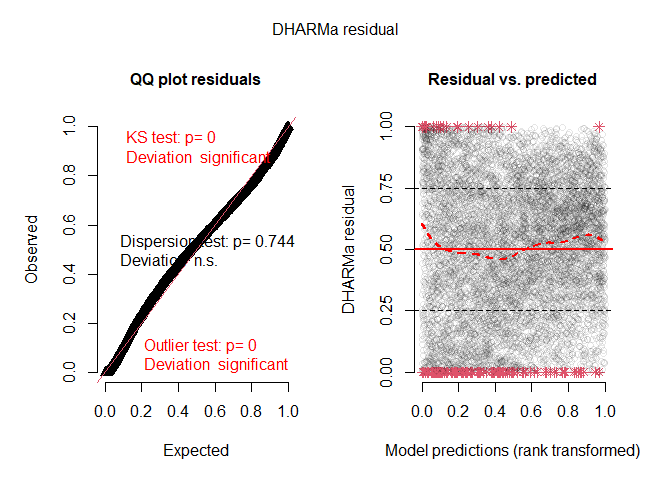 DHARMa residual
QQ plot residuals
KS test: p= 0
Deviation significant
Dispersion test: p= 0.744
Deviation n.s.
Outlier test: p= 0
Deviation significant
Observed
0.0 0.2 0.4 0.6 0.8 1.0
0.0 0.2 0.4 0.6 0.8 1.0
Expected
Residual vs. predicted
DHARMa residual
0.00 0.25 0.50 0.75 1.00
0.0 0.2 0.4 0.6 0.8 1.0
Model predictions (rank transformed)